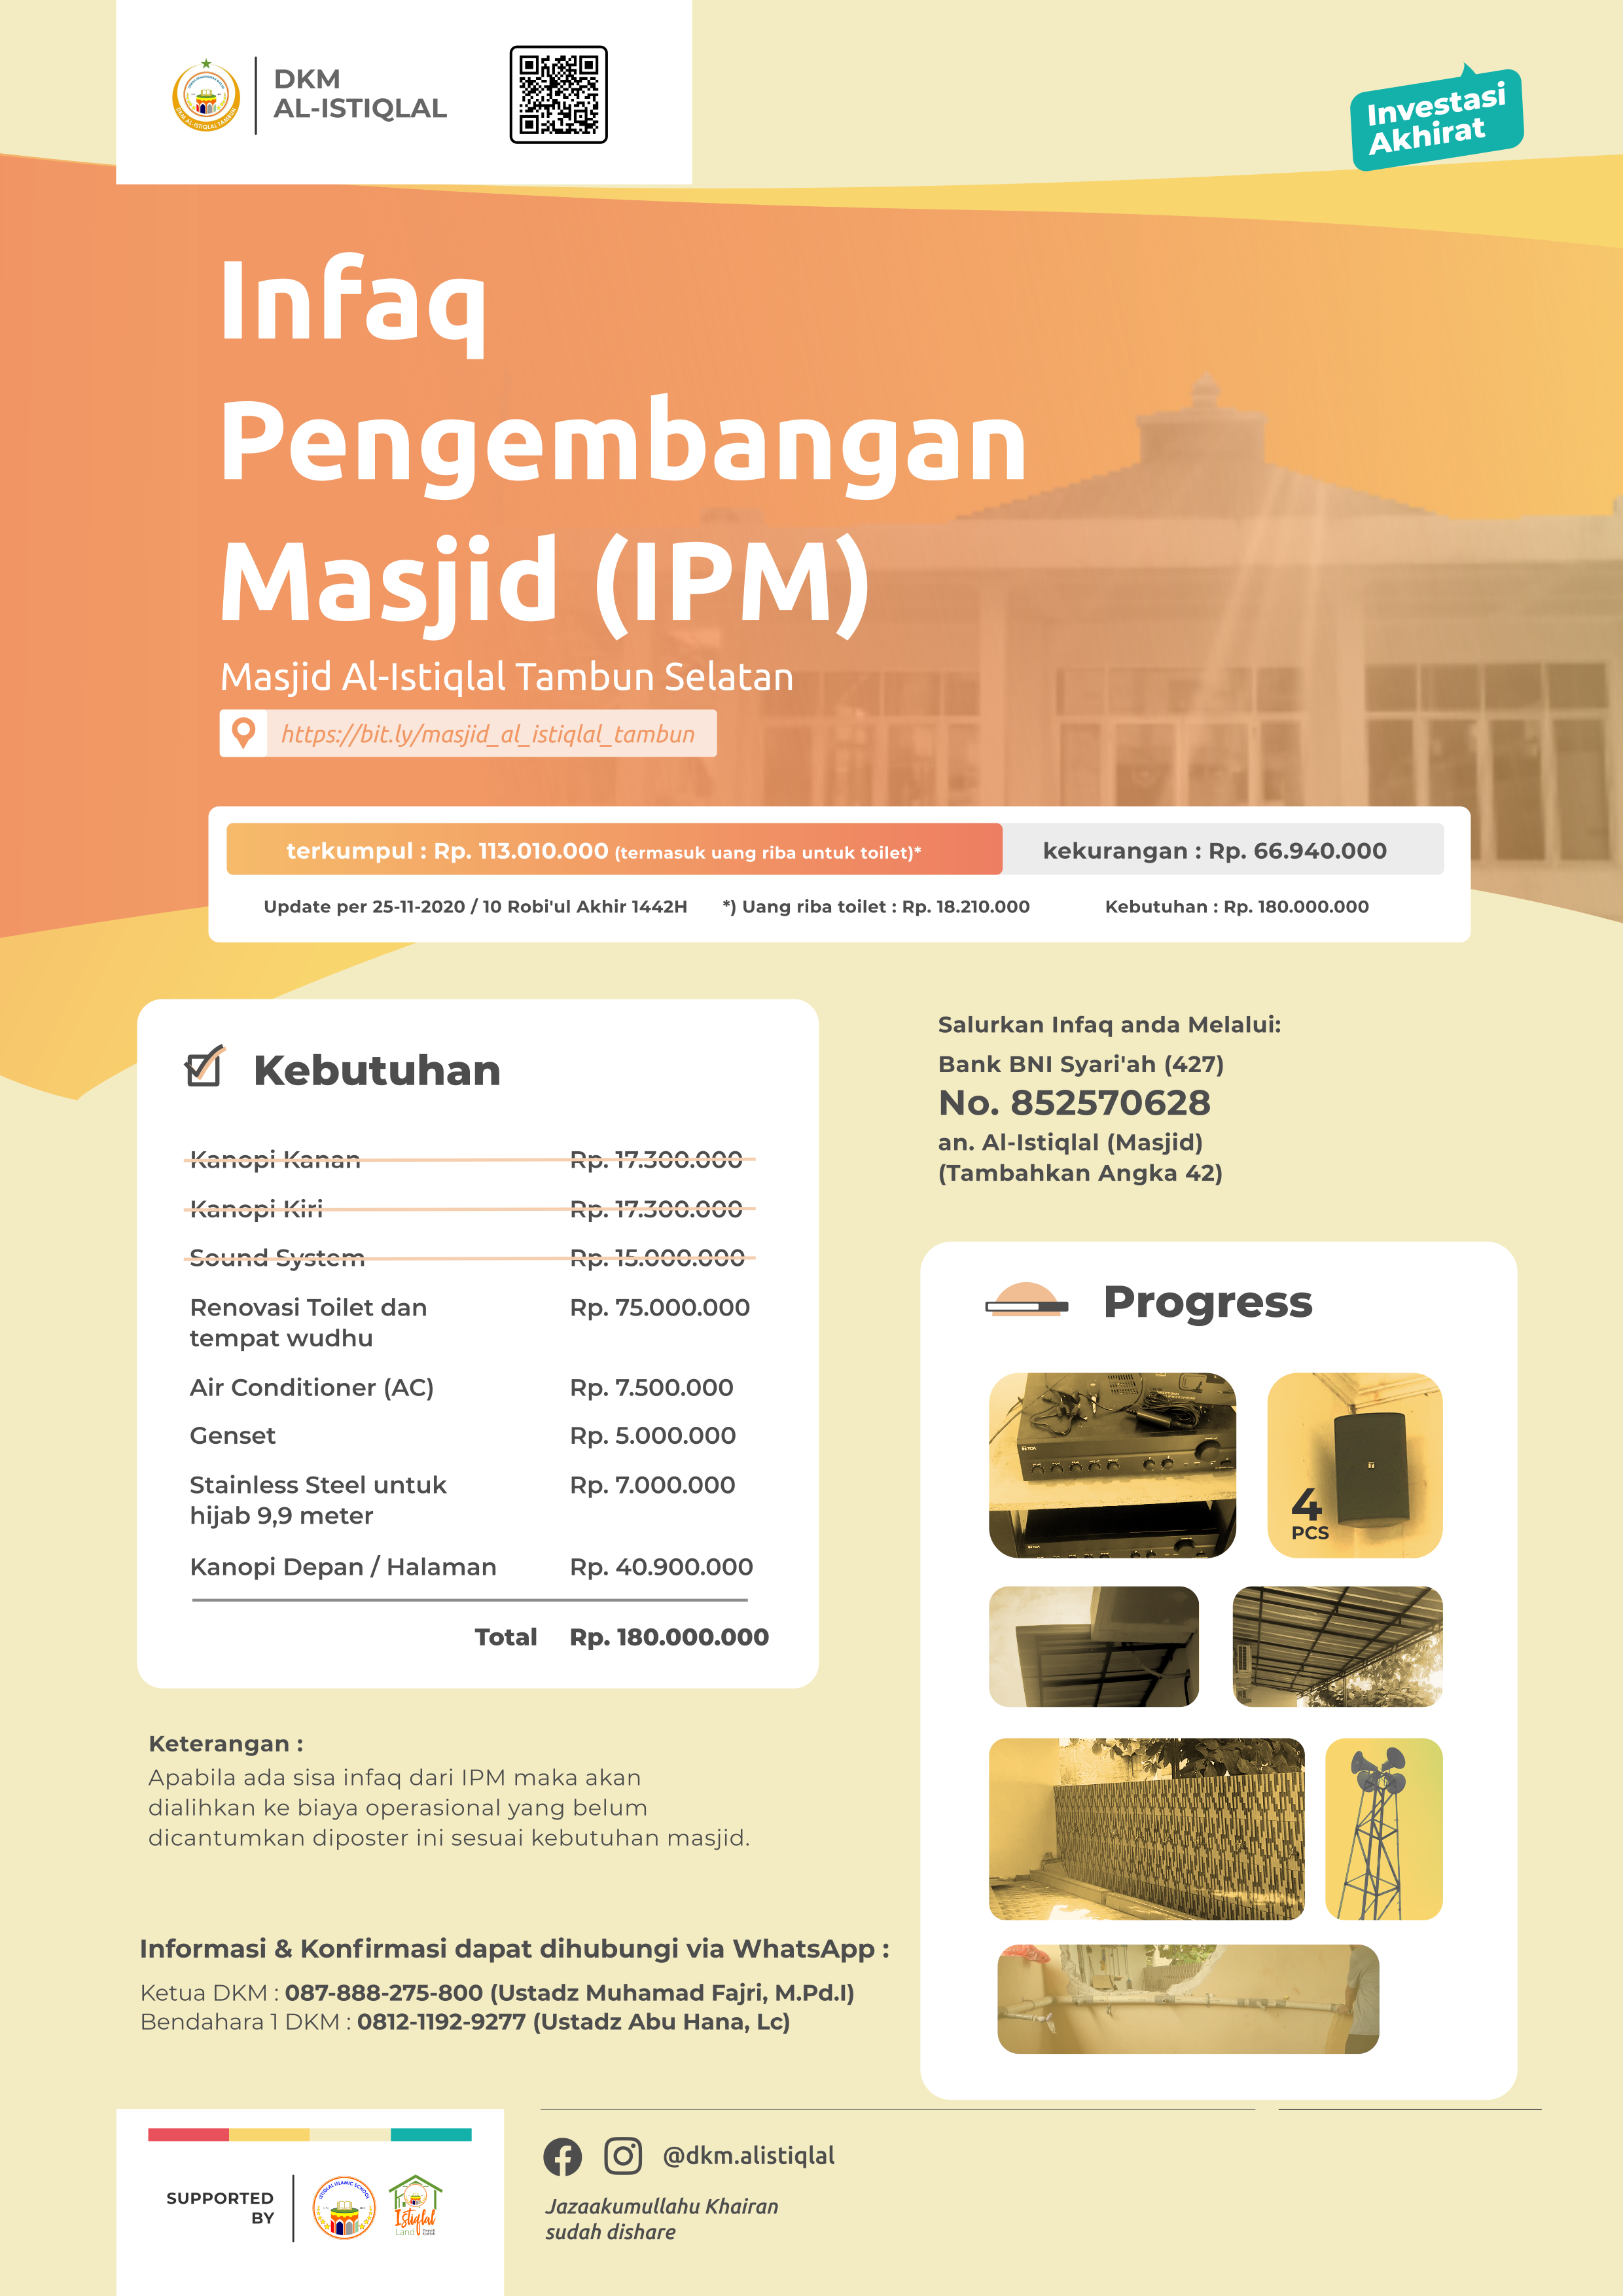 DKM
AL-ISTIQLAL
Investasi
Akhirat
Infaq
Pengembangan
Masjid (IPM)
Masjid Al-Istiqlal Tambun Selatan
https://bit.ly/masjid_al_istiqlal_tambun
terkumpul : Rp. 113.010.000 (termasuk uang riba untuk toilet)* kekurangan : Rp. 66.940.000
Update per 25-11-2020 / 10 Robi'ul Akhir 1442H *) Uang riba toilet : Rp. 18.210.000 Kebutuhan : Rp. 180.000.000
Kebutuhan
Kanopi Kanan Rp. 17.300.000
Kanopi Kiri Rp. 17.300.000
Sound System Rp. 15.000.000
Renovasi Toilet dan Rp. 75.000.000
tempat wudhu
Air Conditioner (AC) Rp. 7.500.000
Genset Rp. 5.000.000
Stainless Steel untuk Rp. 7.000.000
hijab 9,9 meter
Kanopi Depan / Halaman Rp. 40.900.000
Total Rp. 180.000.000
Keterangan :
Apabila ada sisa infaq dari IPM maka akan
dialihkan ke biaya operasional yang belum
dicantumkan diposter ini sesuai kebutuhan masjid.
Informasi & Konfirmasi dapat dihubungi via WhatsApp :
Ketua DKM : 087-888-275-800 (Ustadz Muhamad Fajri, M.Pd.I)
Bendahara 1 DKM : 0812-1192-9277 (Ustadz Abu Hana, Lc)
Salurkan Infaq anda Melalui:
Bank BNI Syari'ah (427)
No. 852570628
an. Al-Istiqlal (Masjid)
(Tambahkan Angka 42)
Progress
TOA
4
PCS
TOA
SUPPORTED
BY
ISTIQLAL ISLAMIC SCHOOL
Istiqlal
Land
@dkm.alistiqlal
Jazaakumullahu Khairan
sudah dishare